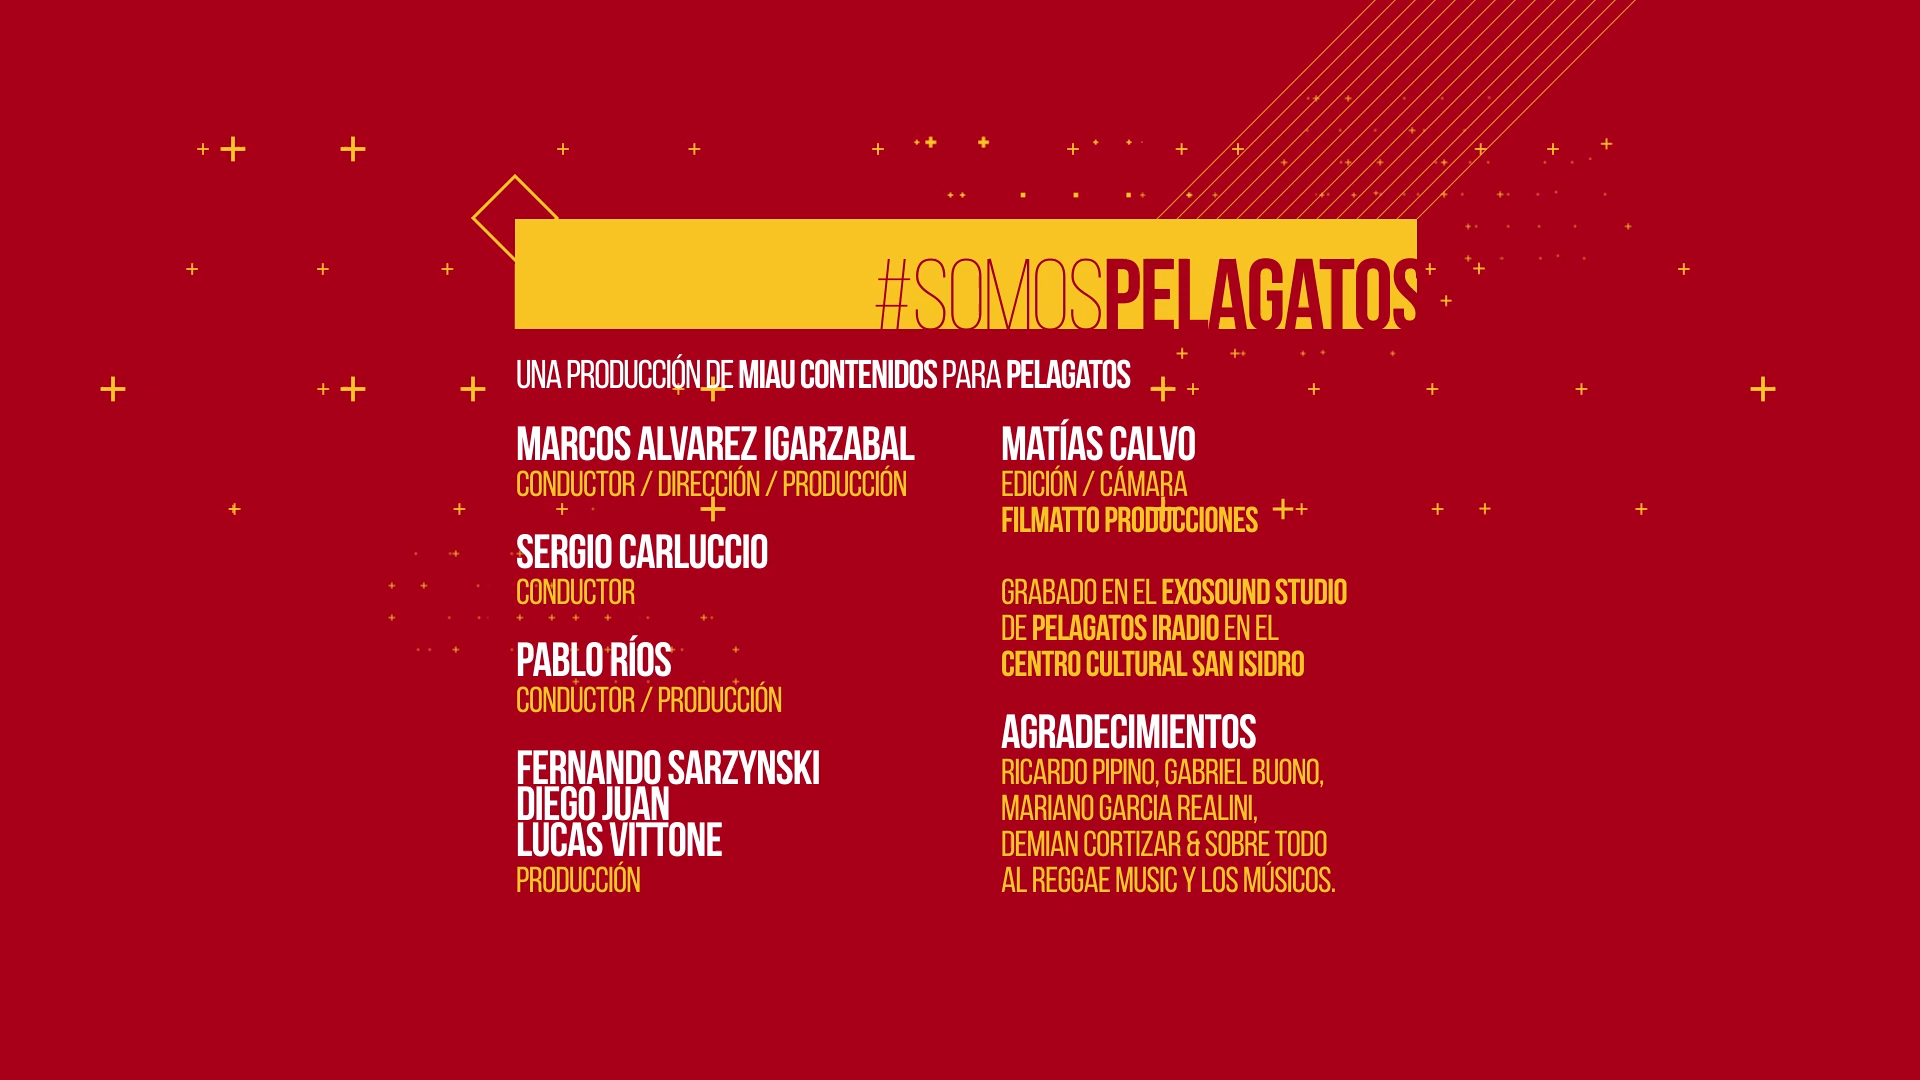 #SOMOSPELAGATOS
UNA PRODUCCIÓN DE MIAU CONTENIDOS PARA PELAGATOS
MARCOS ALVAREZ IGARZABAL
CONDUCTOR / DIRECCIÓN / PRODUCCIÓN
SERGIO CARLUCCIO
CONDUCTOR
PABLO RÍOS
CONDUCTOR / PRODUCCIÓN
FERNANDO SARZYNSKI
DIEGO JUAN
LUCAS VITTONE
PRODUCCIÓN
MATÍAS CALVO
EDICIÓN / CÁMARA
FILMATTO PRODUCCIONES
GRABADO EN EL EXOSOUND STUDIO
DE PELAGATOS IRADIO EN EL
CENTRO CULTURAL SAN ISIDRO
AGRADECIMIENTOS
RICARDO PIPINO, GABRIEL BUONO,
MARIANO GARCIA REALINI,
DEMIAN CORTIZAR & SOBRE TODO
AL REGGAE MUSIC Y LOS MÚSICOS.